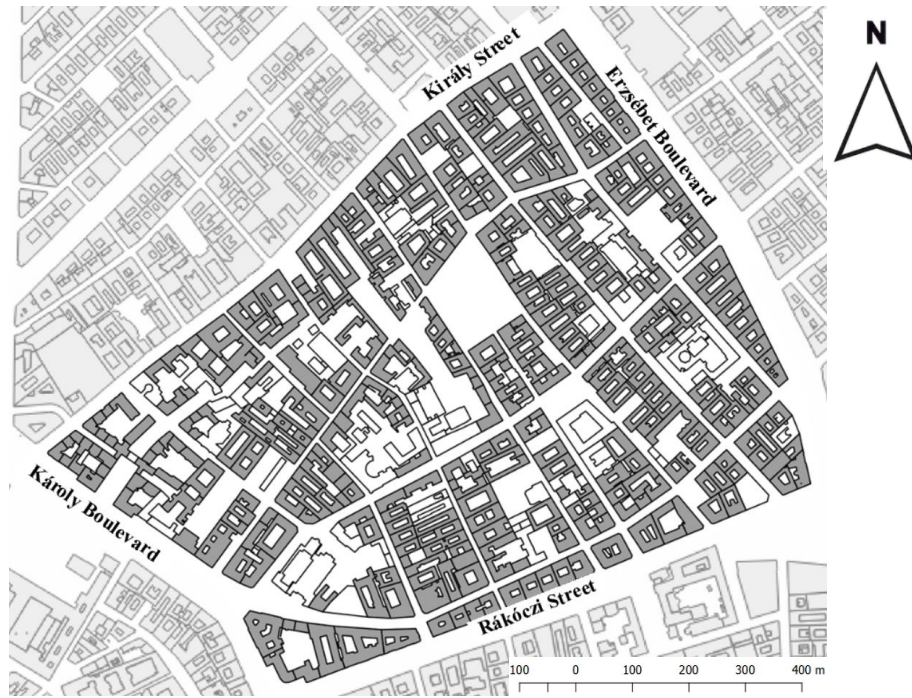 N
Király Street
Erzsébet Boulevard
Károly Boulevard
Rákóczi Street
100 0 100 200 300 400 m